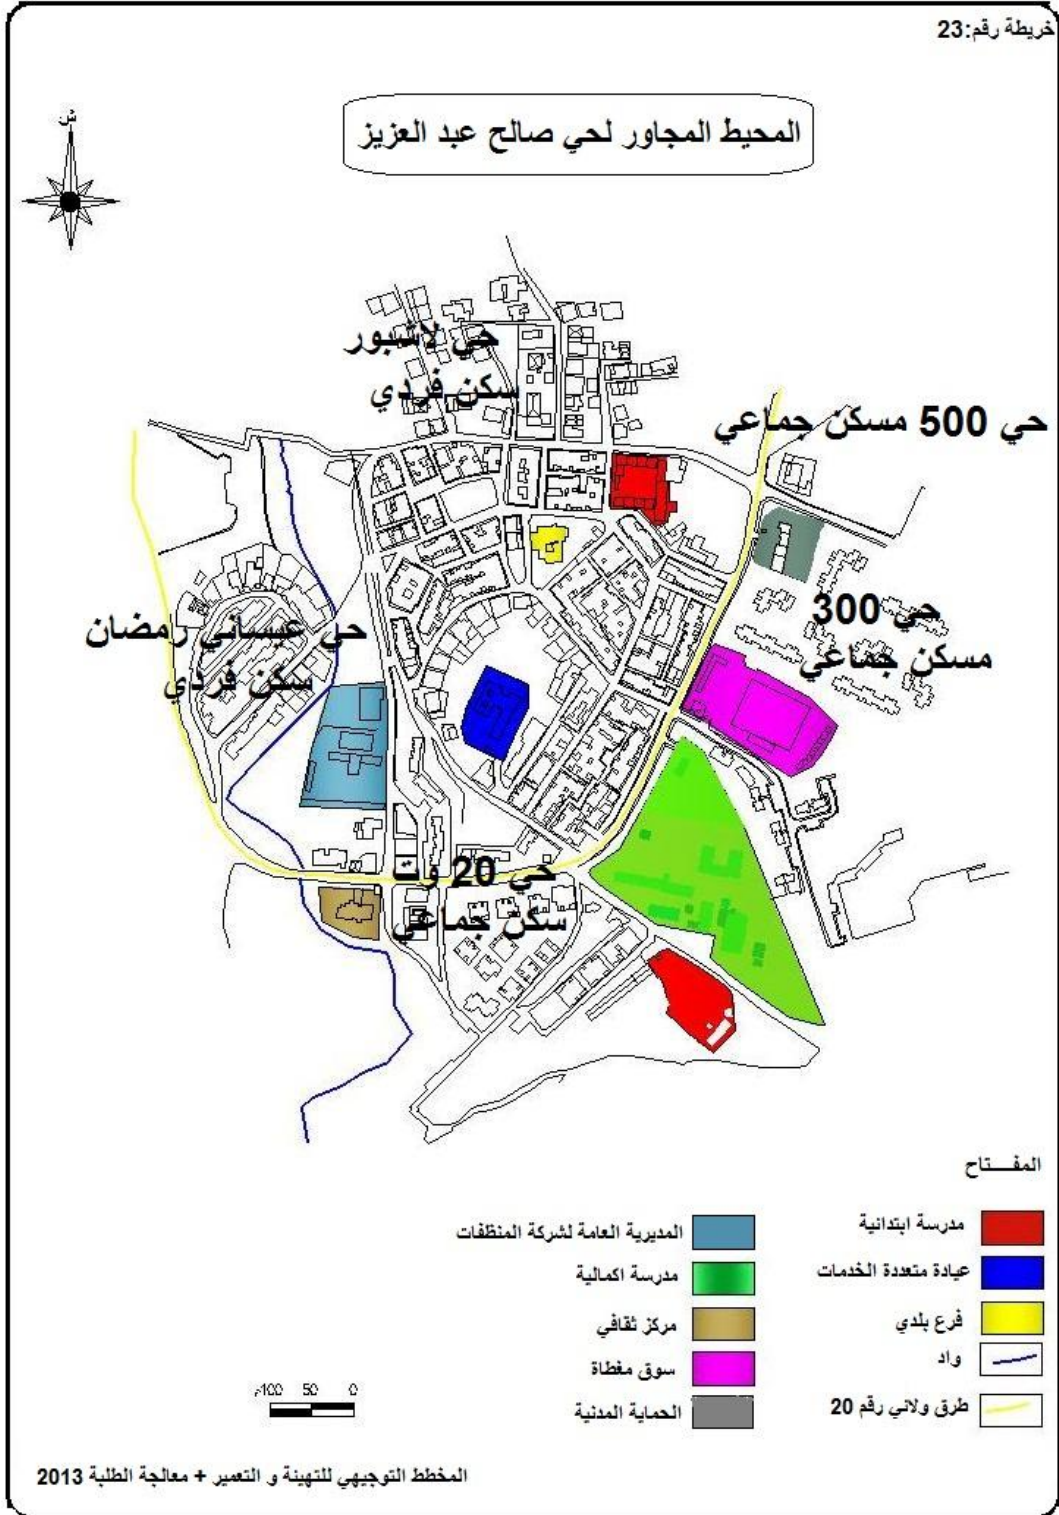 خريطة رقم:23
المحيط المجاور لحي صالح عبد العزيز
ش
حي لاشبور
سكن فردي
حي 500 مسكن جماعي
حي 300
مسكن جماعي
حي عيساني رمضان
سكن فردي
حي 20 وت
سكن جماعي
المفـــتاح
مدرسة ابتدائية
عيادة متعددة الخدمات
فرع بلدي
واد
طرق ولائي رقم 20
المديرية العامة لشركة المنظفات
مدرسة اكمالية
مركز ثقافي
سوق مغطاة
الحماية المدنية
0 50 100م
المخطط التوجيهي للتهيئة و التعمير + معالجة الطلبة 2013